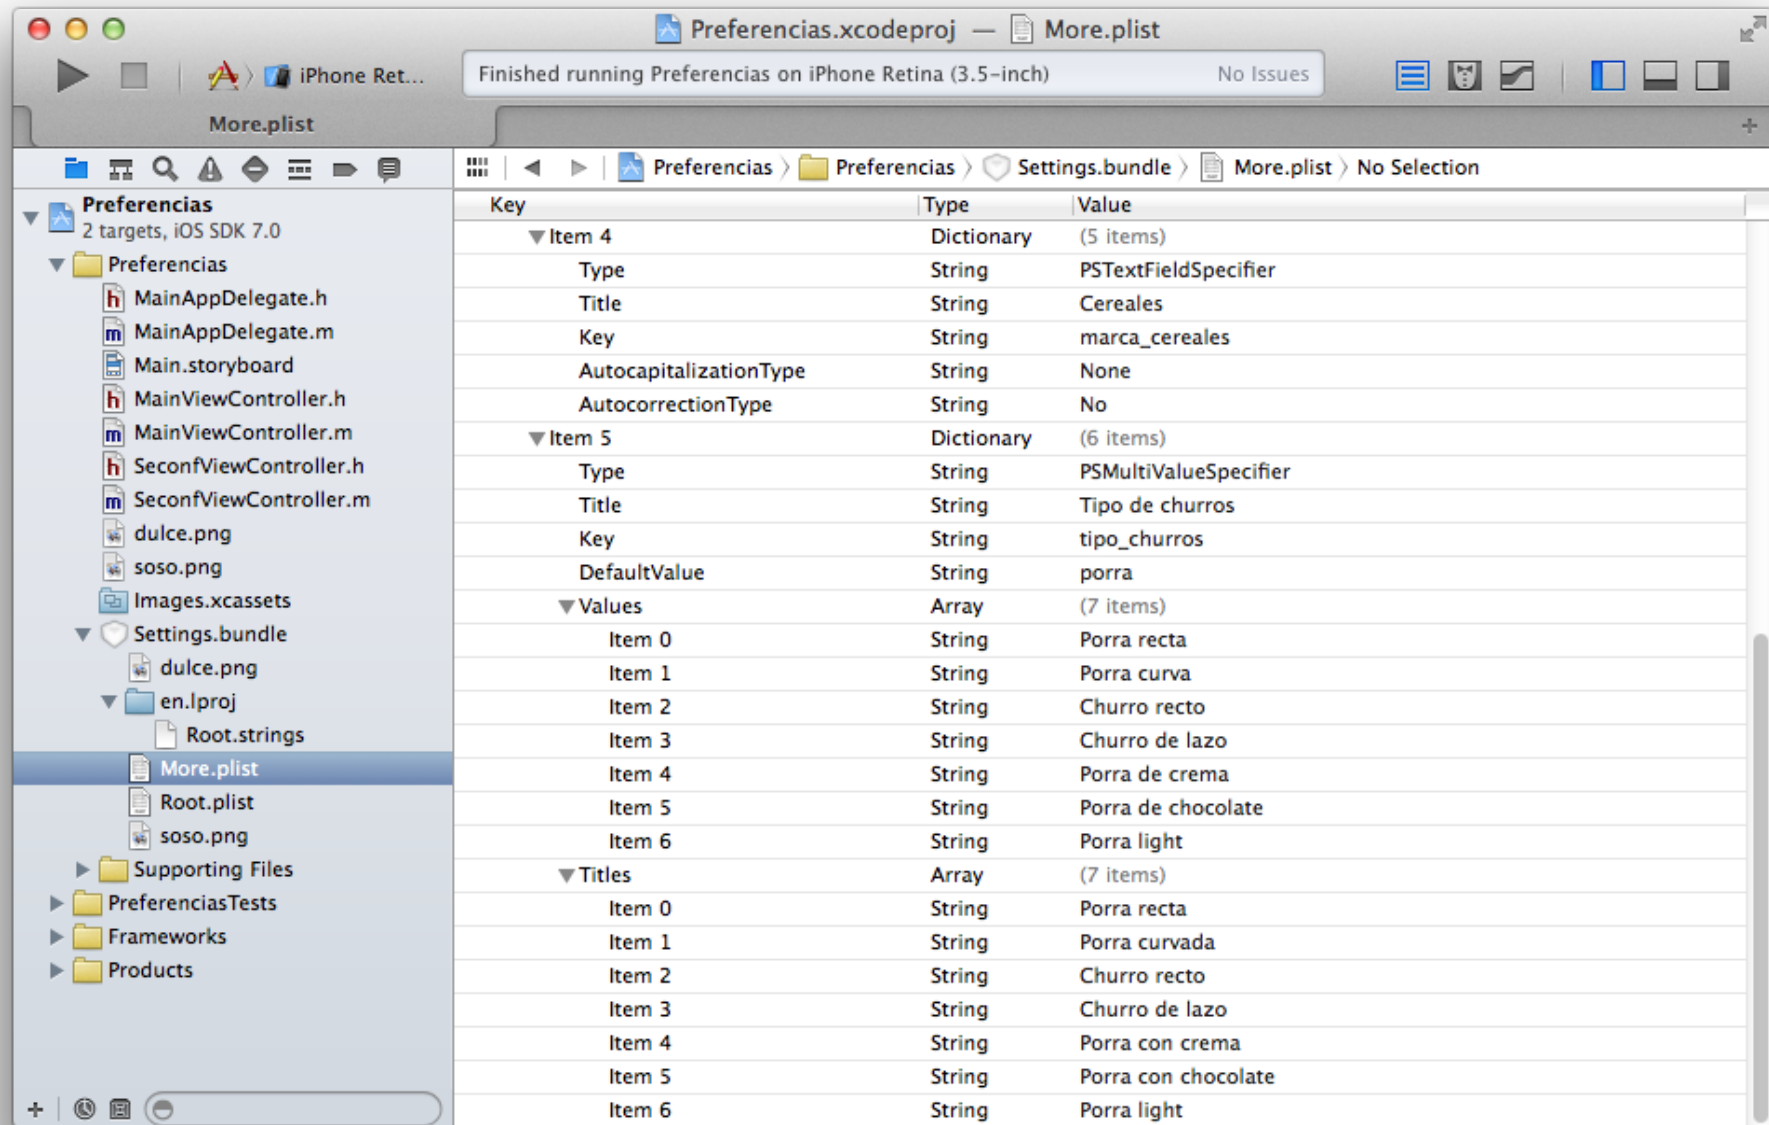 Preferencias.xcodeproj — More.plist
iPhone Ret...
Finished running Preferencias on iPhone Retina (3.5-inch) No Issues
More.plist
Preferencias Preferencias Settings.bundle More.plist No Selection
Preferencias
2 targets, iOS SDK 7.0
Preferencias
h MainAppDelegate.h
m MainAppDelegate.m
Main.storyboard
h MainViewController.h
m MainViewController.m
h SeconfViewController.h
m SeconfViewController.m
dulce.png
soso.png
Images.xcassets
Settings.bundle
dulce.png
en.lproj
Root.strings
More.plist
Root.plist
soso.png
Supporting Files
PreferenciasTests
Frameworks
Products
Key Type Value
Item 4 Dictionary (5 items)
Type String PSTextFieldSpecifier
Title String Cereales
Key String marca_cereales
AutocapitalizationType String None
AutocorrectionType String No
Item 5 Dictionary (6 items)
Type String PSMultiValueSpecifier
Title String Tipo de churros
Key String tipo_churros
DefaultValue String porra
Values Array (7 items)
Item 0 String Porra recta
Item 1 String Porra curva
Item 2 String Churro recto
Item 3 String Churro de lazo
Item 4 String Porra de crema
Item 5 String Porra de chocolate
Item 6 String Porra light
Titles Array (7 items)
Item 0 String Porra recta
Item 1 String Porra curvada
Item 2 String Churro recto
Item 3 String Churro de lazo
Item 4 String Porra con crema
Item 5 String Porra con chocolate
Item 6 String Porra light